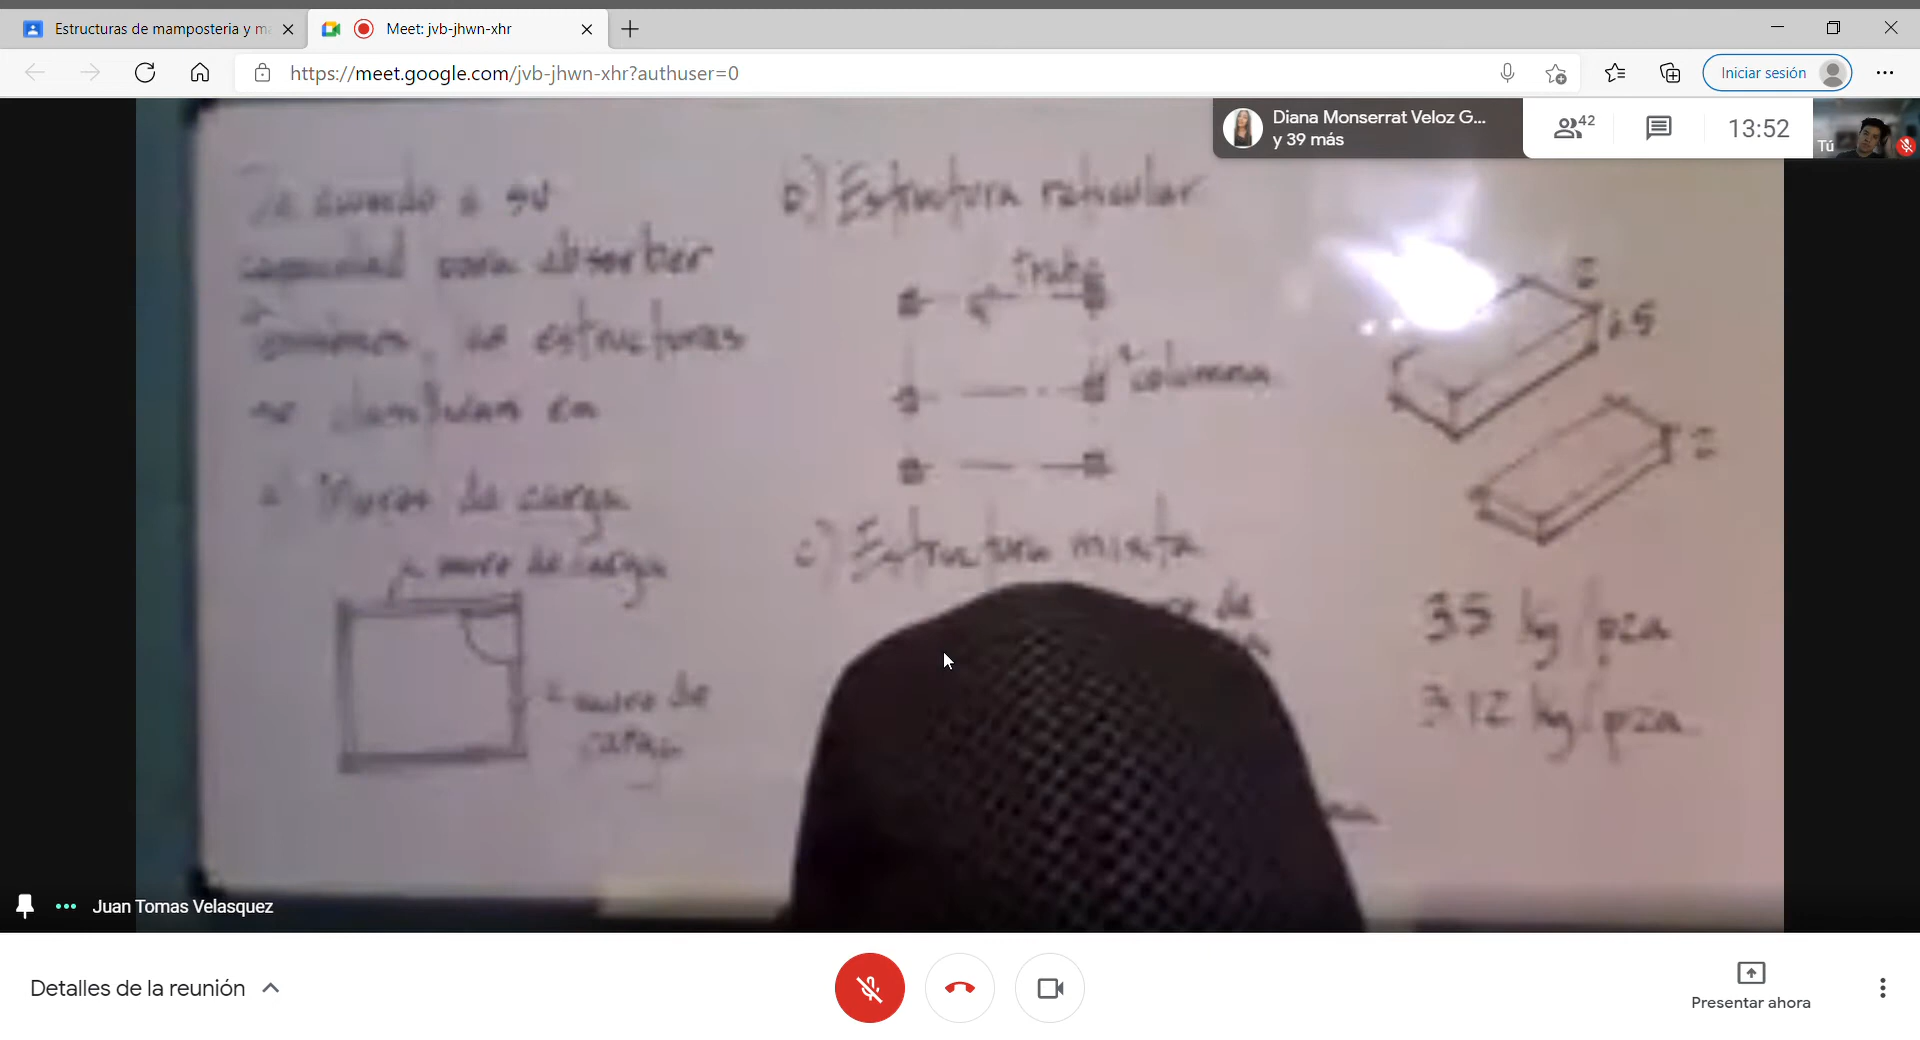 Estructuras de mamposteria y ma
Meet: jvb-jhwn-xhr
https://meet.google.com/jvb-jhwn-xhr?authuser=0
Iniciar sesión
Diana Monserrat Veloz G...
y 39 más
42
13:52
Tú
De acuerdo a su
capacidad para absorber
las estructuras
se clasifican en
a) Muros de carga
muro de carga
muro de
carga
b) Estructura reticular
trabe
columna
c) Estructura mixta
de
35 kg/pza
3.12 kg/pza
Juan Tomas Velasquez
Detalles de la reunión
Presentar ahora